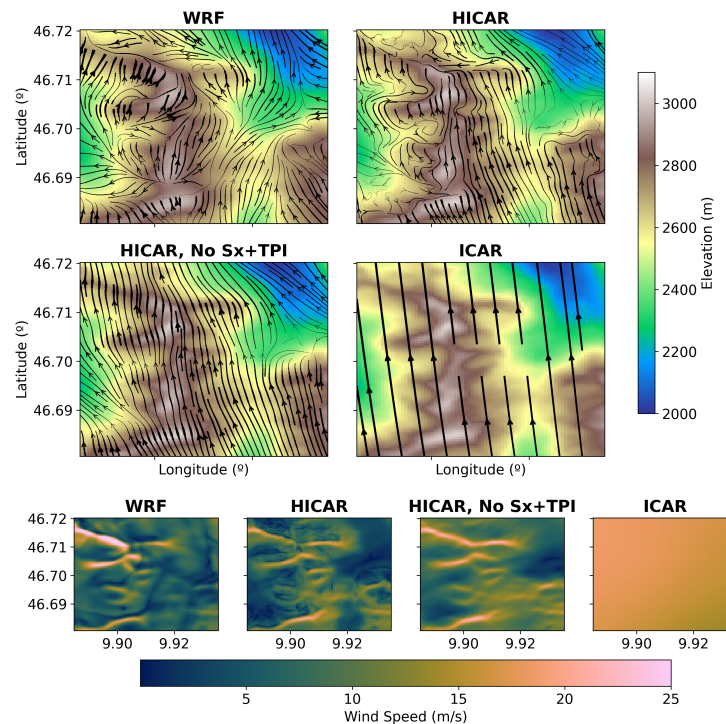 WRF
HICAR
46.72
46.71
46.70
46.69
Latitude (º)
3000
2800
2600
2400
2200
2000
Elevation (m)
HICAR, No Sx+TPI
ICAR
46.72
46.71
46.70
46.69
Latitude (º)
Longitude (º)
Longitude (º)
WRF
HICAR
HICAR, No Sx+TPI
ICAR
46.72
46.71
46.70
46.69
9.90 9.92
9.90 9.92
9.90 9.92
9.90 9.92
5 10 15 20 25
Wind Speed (m/s)